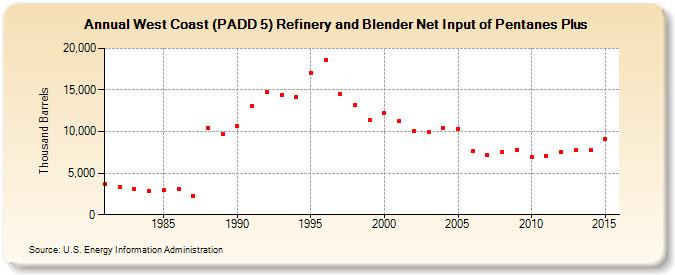 Annual West Coast (PADD 5) Refinery and Blender Net Input of Pentanes Plus
Thousand Barrels
20,000
15,000
10,000
5,000
0
1985 1990 1995 2000 2005 2010 2015
Source: U.S. Energy Information Administration